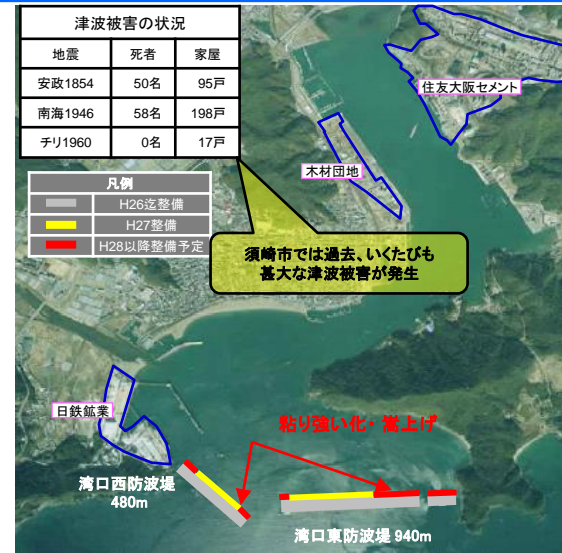 津波被害の状況
地震 死者 家屋
安政1854 50名 95戸
南海1946 58名 198戸
チリ1960 0名 17戸
凡例
H26迄整備
H27整備
H28以降整備予定
住友大阪セメント
木材団地
須崎市では過去、いくたびも
甚大な津波被害が発生
日鉄鉱業
粘り強い化・嵩上げ
湾口西防波堤
480m
湾口東防波堤 940m